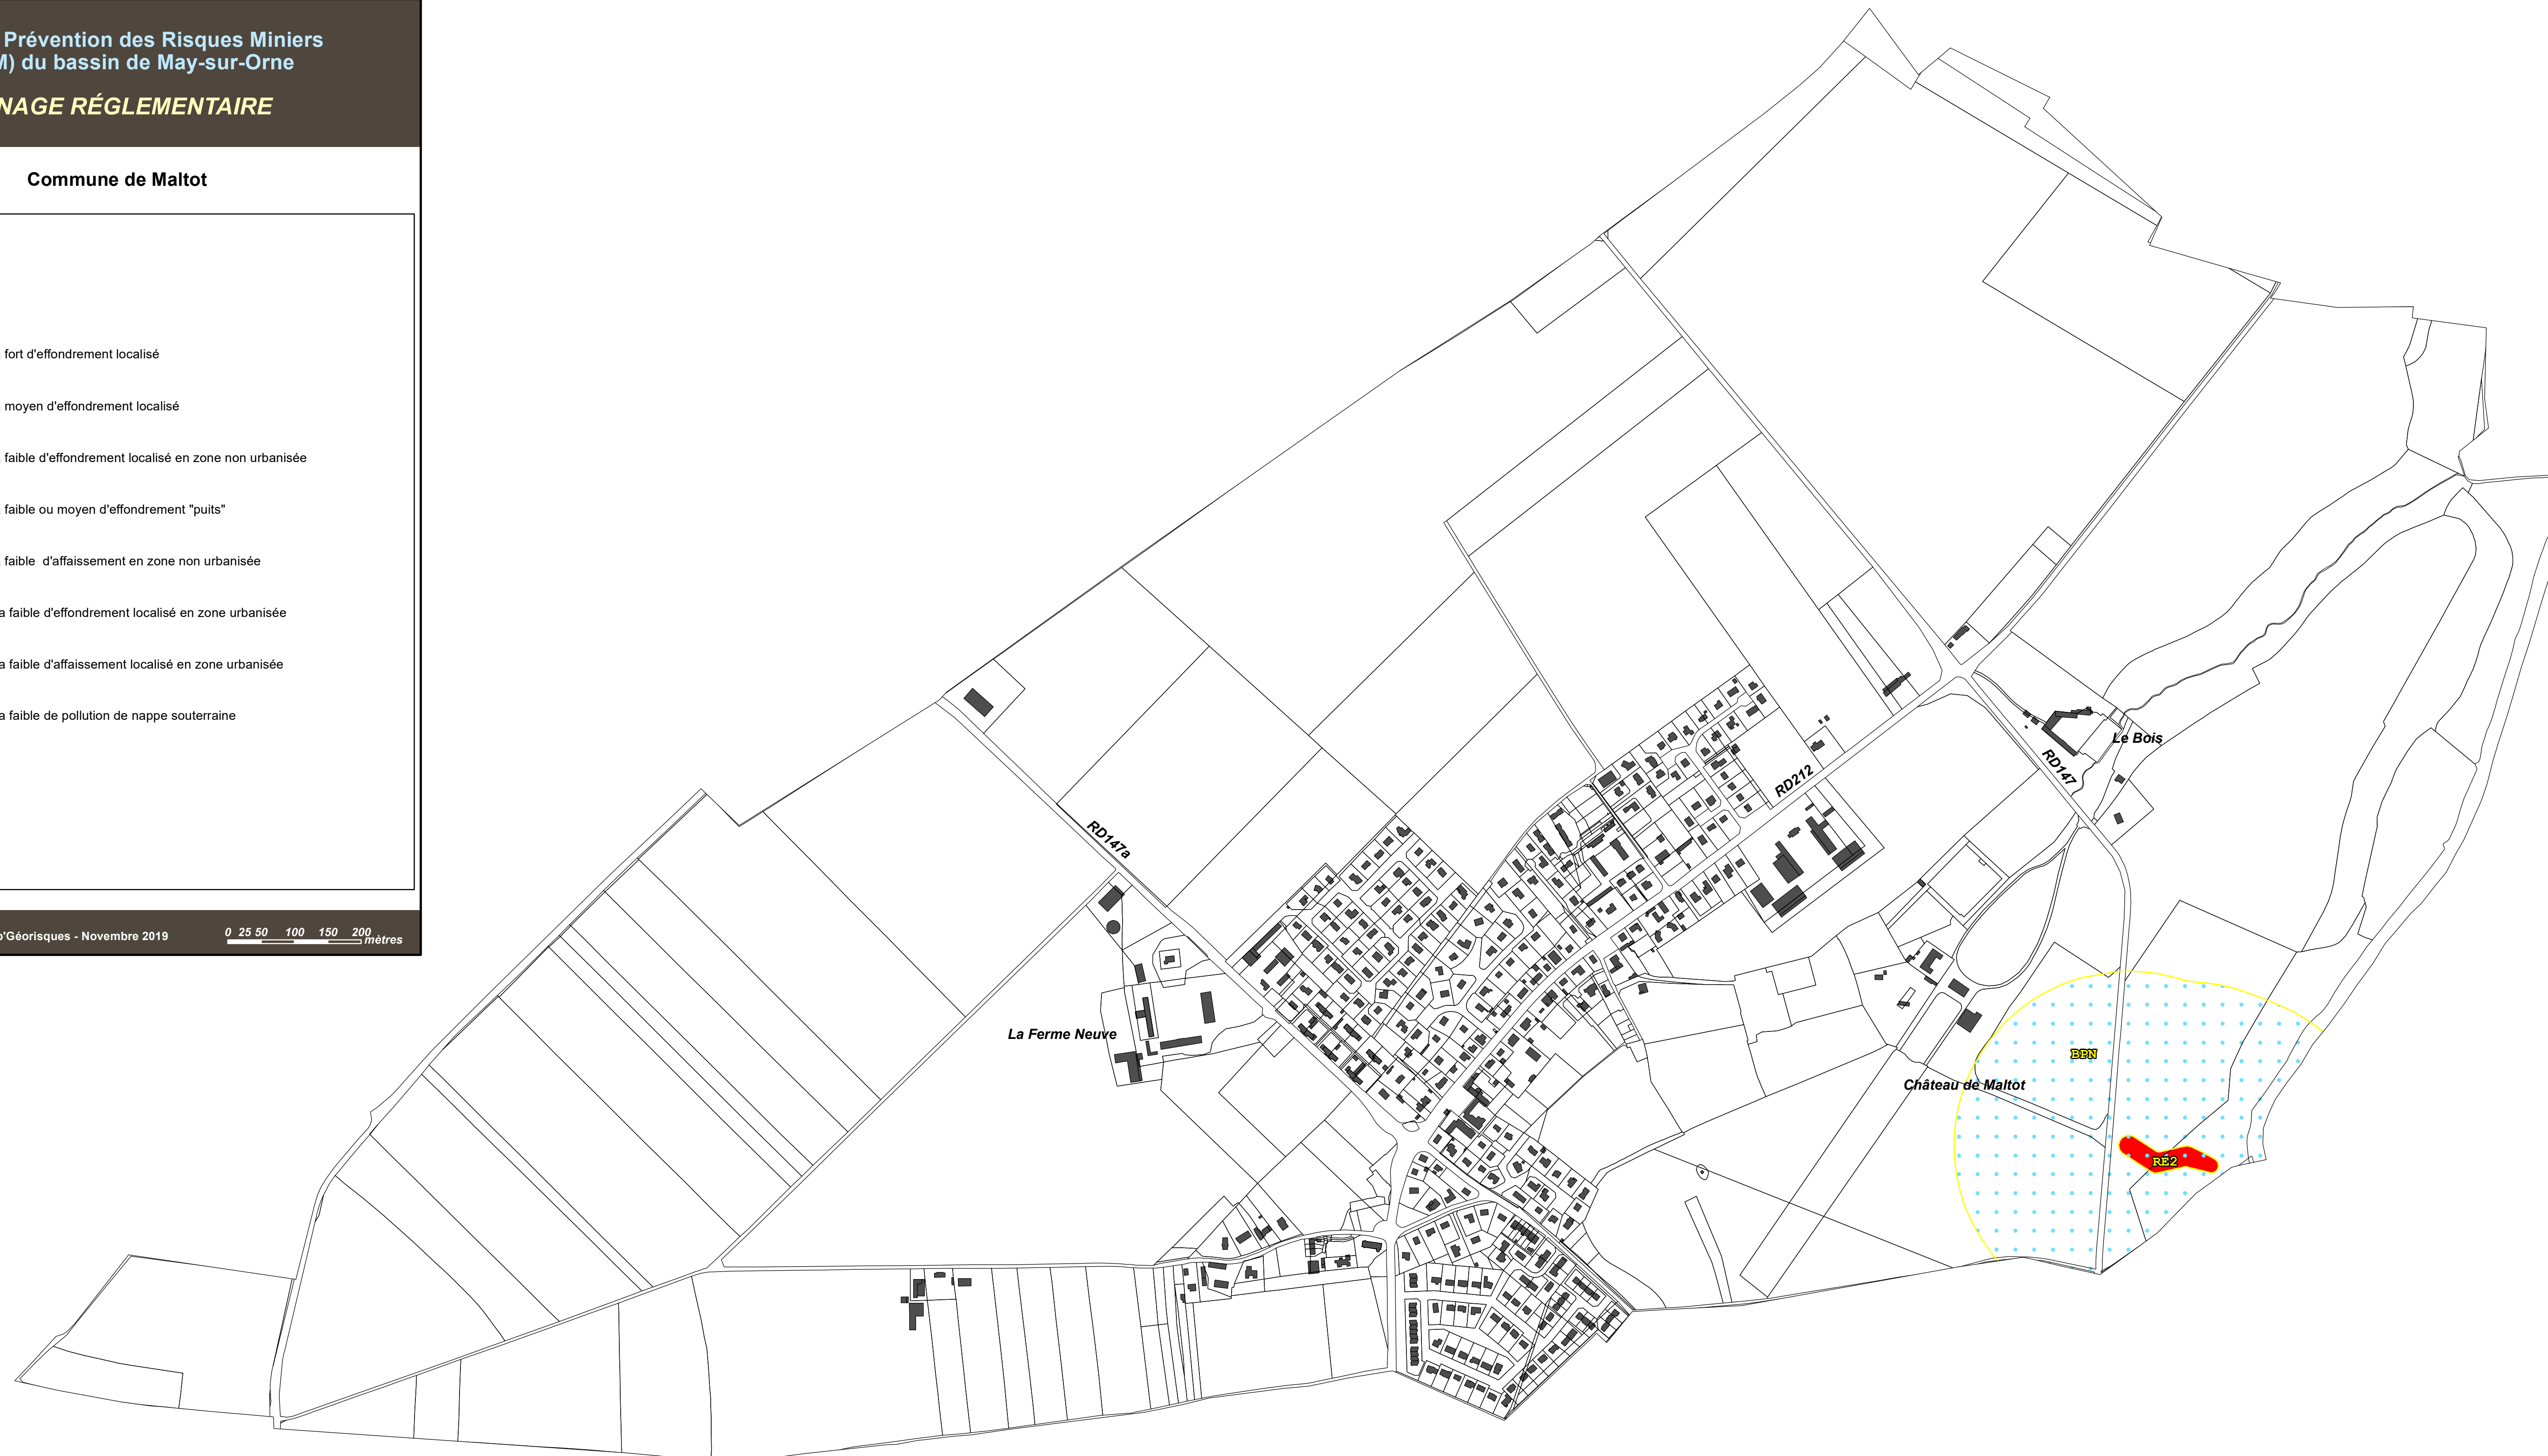 Prévention des Risques Miniers
M) du bassin de May-sur-Orne
NAGE RÉGLEMENTAIRE
Commune de Maltot
fort d'effondrement localisé
moyen d'effondrement localisé
faible d'effondrement localisé en zone non urbanisée
faible ou moyen d'effondrement "puits"
faible d'affaissement en zone non urbanisée
a faible d'effondrement localisé en zone urbanisée
a faible d'affaissement localisé en zone urbanisée
a faible de pollution de nappe souterraine
'Géorisques - Novembre 2019
0 25 50 100 150 200 mètres
Le Bois
RD147
RD212
RD147a
La Ferme Neuve
BPN
Château de Maltot
RÉ2